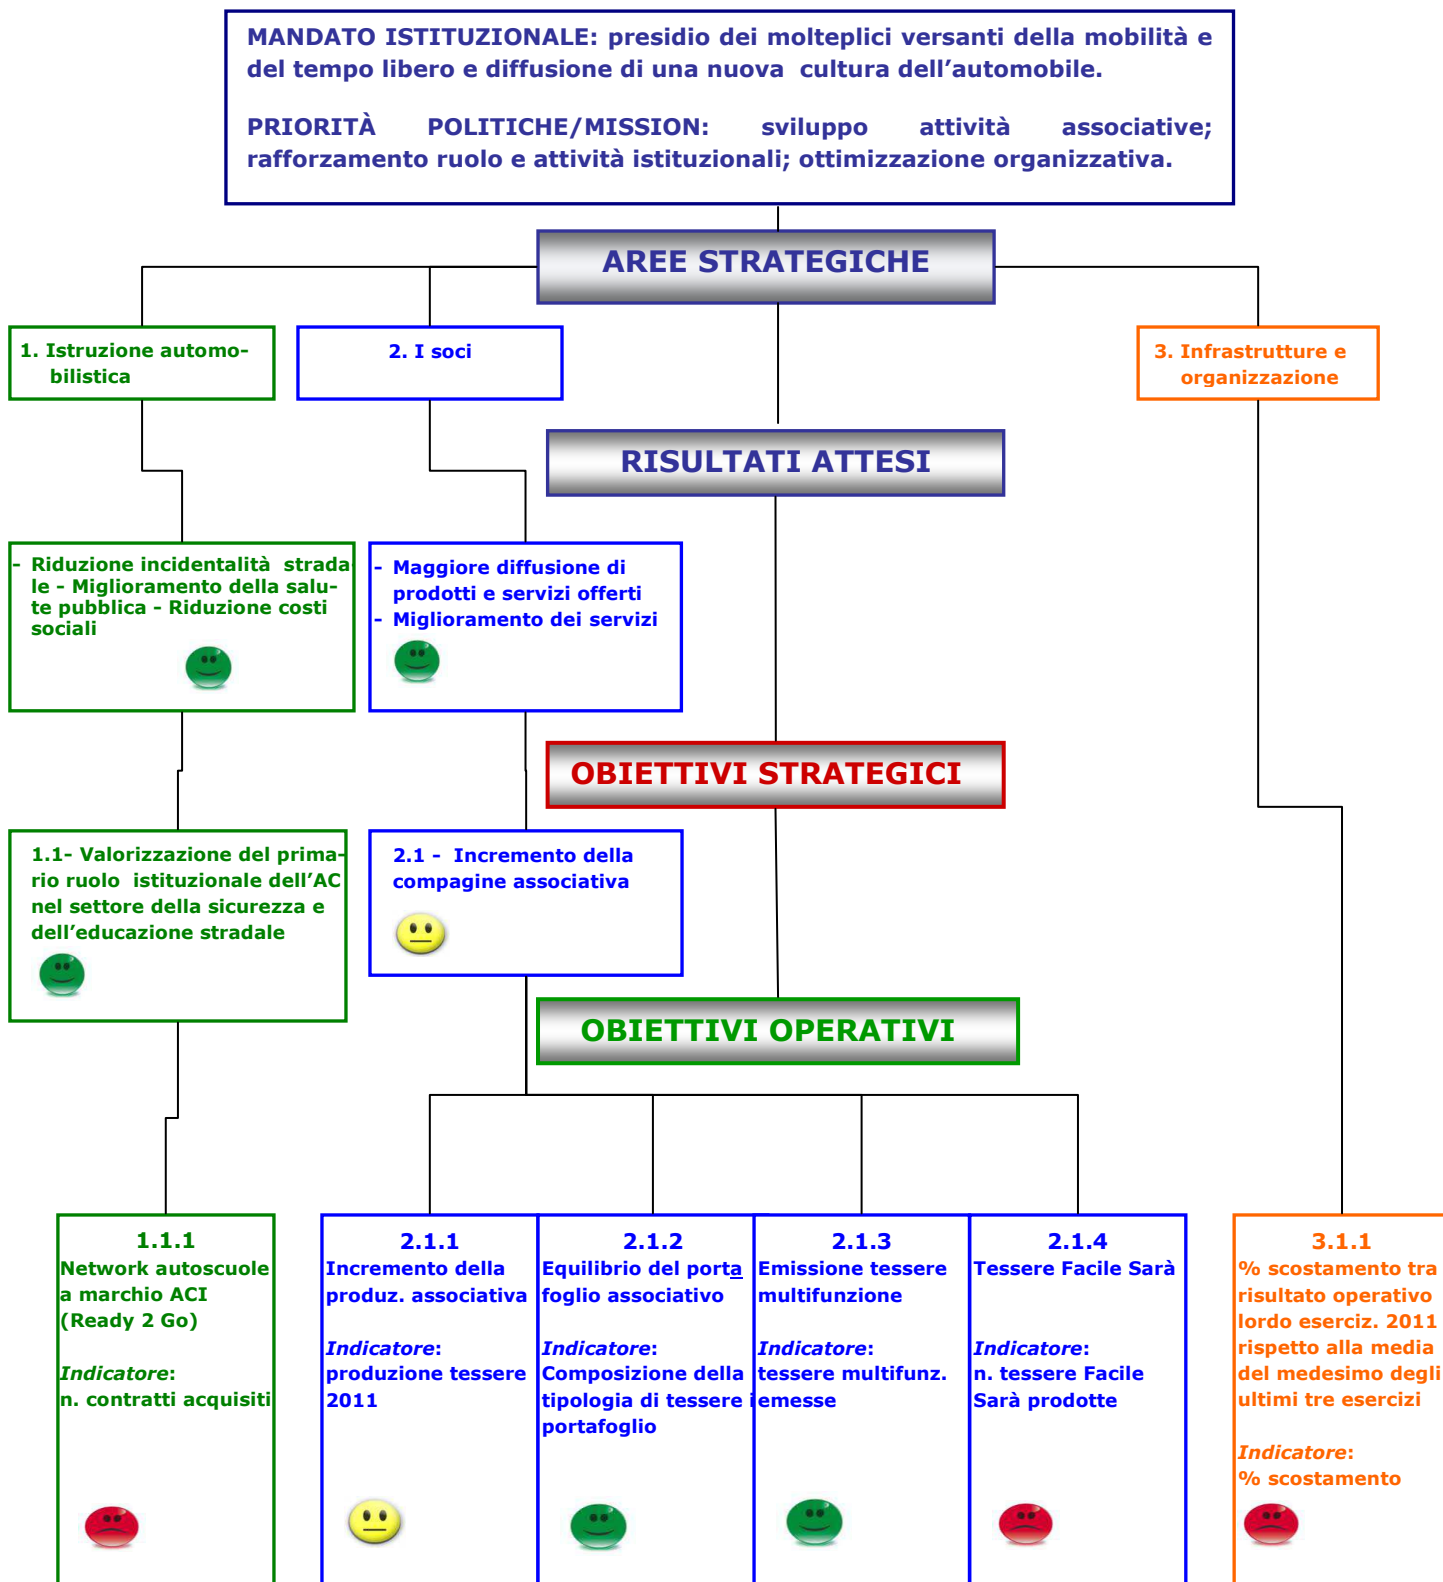 MANDATO ISTITUZIONALE: presidio dei molteplici versanti della mobilità e
del tempo libero e diffusione di una nuova cultura dell’automobile.
PRIORITÀ POLITICHE/MISSION: sviluppo attività associative;
rafforzamento ruolo e attività istituzionali; ottimizzazione organizzativa.
AREE STRATEGICHE
1. Istruzione automo-
bilistica
2. I soci
3. Infrastrutture e
organizzazione
RISULTATI ATTESI
- Riduzione incidentalità strada
le - Miglioramento della salu-
te pubblica - Riduzione costi
sociali
- Maggiore diffusione di
prodotti e servizi offerti
- Miglioramento dei servizi
OBIETTIVI STRATEGICI
1.1- Valorizzazione del prima-
rio ruolo istituzionale dell’AC
nel settore della sicurezza e
dell’educazione stradale
2.1 - Incremento della
compagine associativa
OBIETTIVI OPERATIVI
1.1.1
Network autoscuole
a marchio ACI
(Ready 2 Go)
Indicatore:
n. contratti acquisiti
2.1.1
Incremento della
produz. associativa
Indicatore:
produzione tessere
2011
2.1.2
Equilibrio del porta
foglio associativo
Indicatore:
Composizione della
tipologia di tessere i
portafoglio
2.1.3
Emissione tessere
multifunzione
Indicatore:
tessere multifunz.
emesse
2.1.4
Tessere Facile Sarà
Indicatore:
n. tessere Facile
Sarà prodotte
3.1.1
% scostamento tra
risultato operativo
lordo eserciz. 2011
rispetto alla media
del medesimo degli
ultimi tre esercizi
Indicatore:
% scostamento